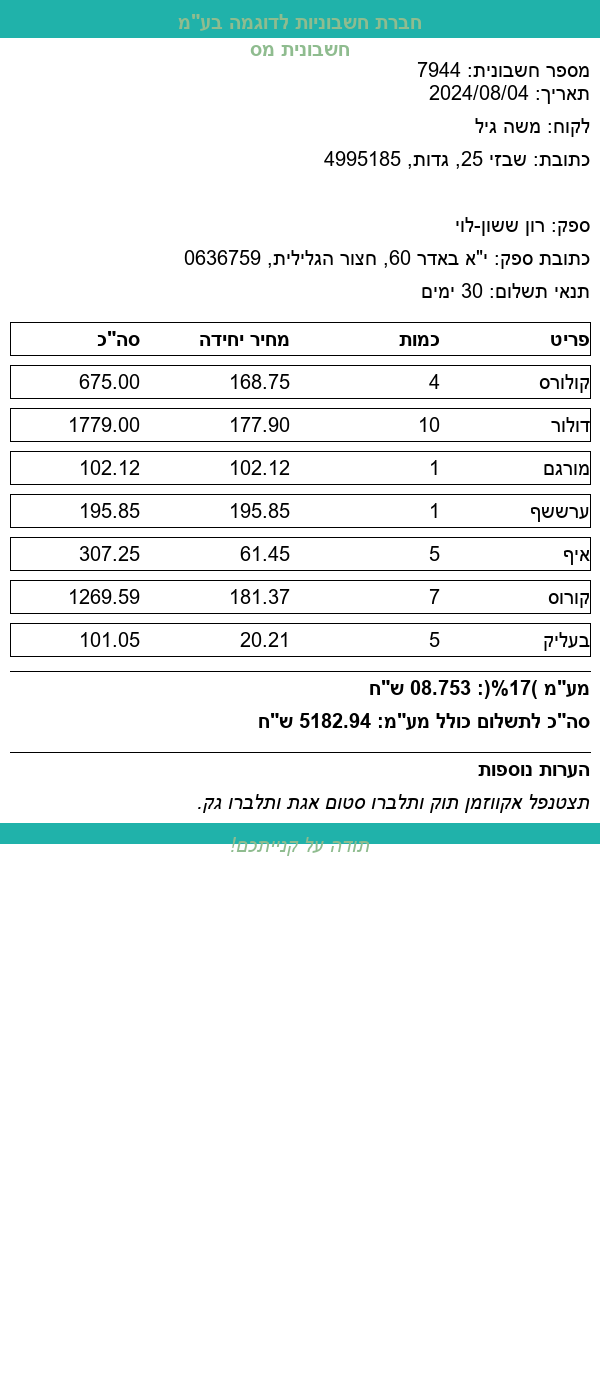 חברת חשבוניות לדוגמה בע"מ
חשבונית מס
מספר חשבונית: 7944
תאריך: 2024/08/04
לקוח: משה גיל
כתובת: שבזי 25, גדות, 4995185
ספק: רון ששון-לוי
כתובת ספק: י"א באדר 60, חצור הגלילית, 0636759
תנאי תשלום: 30 ימים
פריט כמות מחיר יחידה סה"כ
קולורס 4 168.75 675.00
דולור 10 177.90 1779.00
מורגם 1 102.12 102.12
ערששף 1 195.85 195.85
איף 5 61.45 307.25
קורוס 7 181.37 1269.59
בעליק 5 20.21 101.05
מע"מ )17%(: 08.753 ש"ח
סה"כ לתשלום כולל מע"מ: 5182.94 ש"ח
הערות נוספות
תצטנפל אקווזמן תוק ותלברו סטום אגת ותלברו גק.
תודה על קנייתכם!